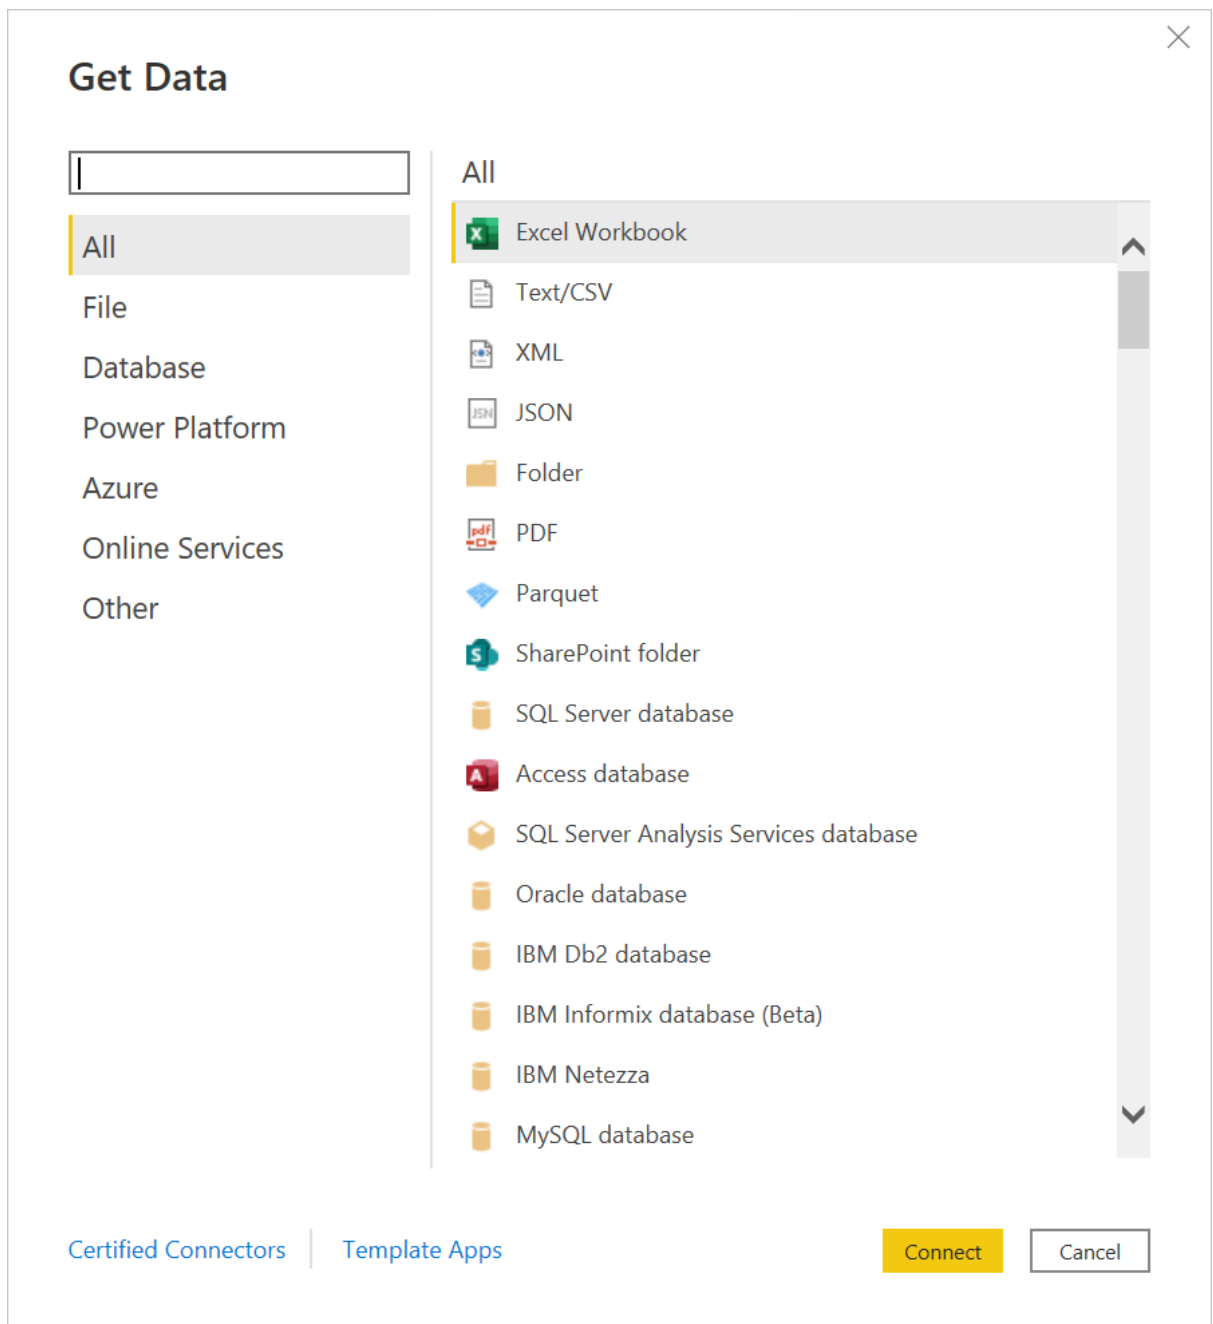 Get Data
All
File
Database
Power Platform
Azure
Online Services
Other
All
Excel Workbook
Text/CSV
XML
JSON
Folder
PDF
Parquet
SharePoint folder
SQL Server database
Access database
SQL Server Analysis Services database
Oracle database
IBM Db2 database
IBM Informix database (Beta)
IBM Netezza
MySQL database
Certified Connectors
Template Apps
Connect
Cancel